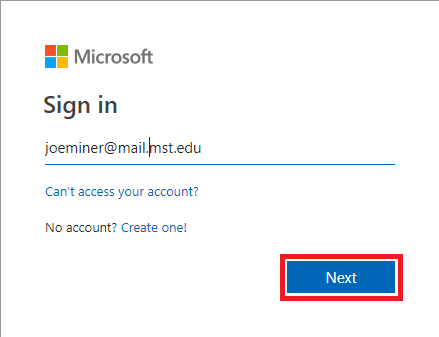 Microsoft
Sign in
joeminer@mail.mst.edu
Can't access your account?
No account? Create one!
Next